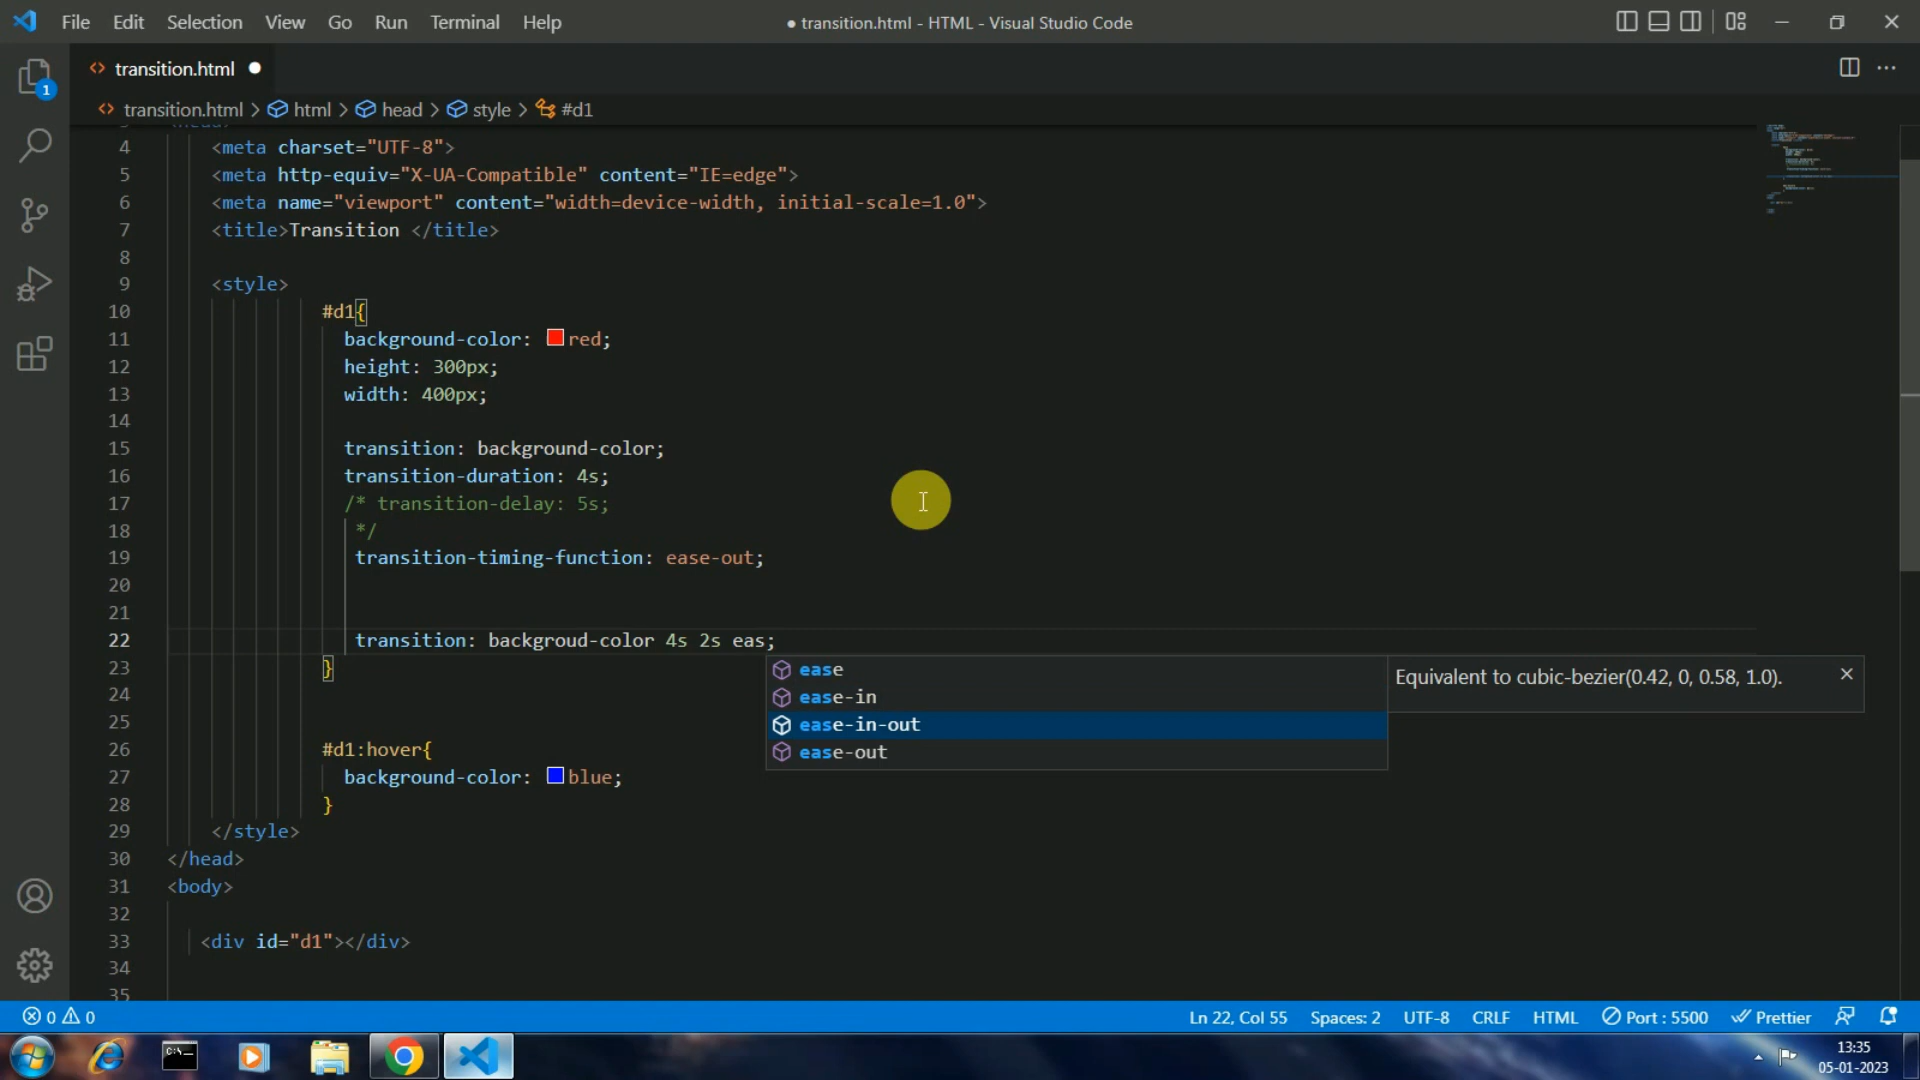 File Edit Selection View Go Run Terminal Help
● transition.html - HTML - Visual Studio Code
transition.html ●
transition.html > html > head > style > #d1
1
3 <head>
4 <meta charset="UTF-8">
5 <meta http-equiv="X-UA-Compatible" content="IE=edge">
6 <meta name="viewport" content="width=device-width, initial-scale=1.0">
7 <title>Transition </title>
8
9 <style>
10 #d1{
11 background-color: red;
12 height: 300px;
13 width: 400px;
14
15 transition: background-color;
16 transition-duration: 4s;
17 /* transition-delay: 5s;
18 */
19 transition-timing-function: ease-out;
20
21
22 transition: backgroud-color 4s 2s eas;
23 }
ease
Equivalent to cubic-bezier(0.42, 0, 0.58, 1.0).
ease-in
ease-in-out
ease-out
24
25
26 #d1:hover{
27 background-color: blue;
28 }
29 </style>
30 </head>
31 <body>
32
33 <div id="d1"></div>
34
35
0 0
Ln 22, Col 55 Spaces: 2 UTF-8 CRLF HTML Port : 5500 Prettier
C:\_
13:35
05-01-2023